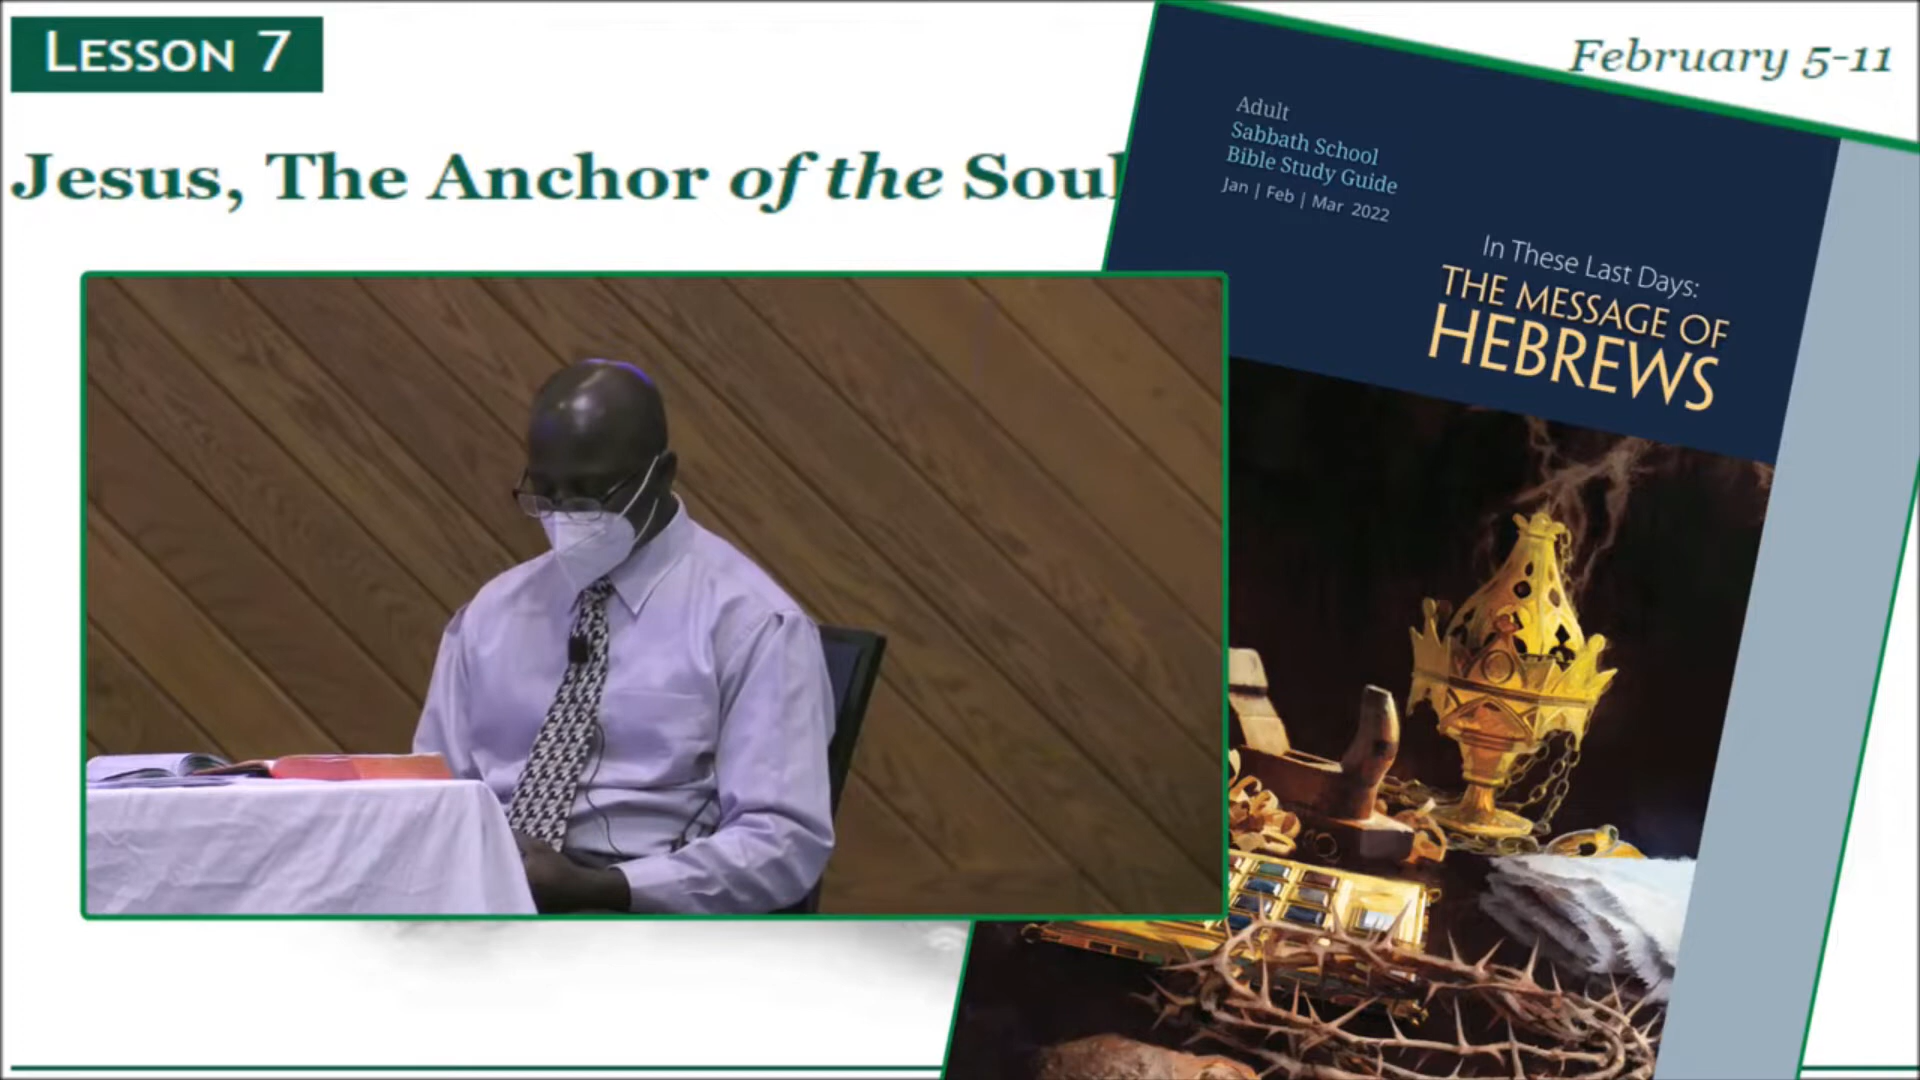 LESSON 7
February 5-11
Jesus, The Anchor of the Soul
Adult
Sabbath School
Bible Study Guide
Jan | Feb | Mar 2022
In These Last Days:
THE MESSAGE OF
HEBREWS